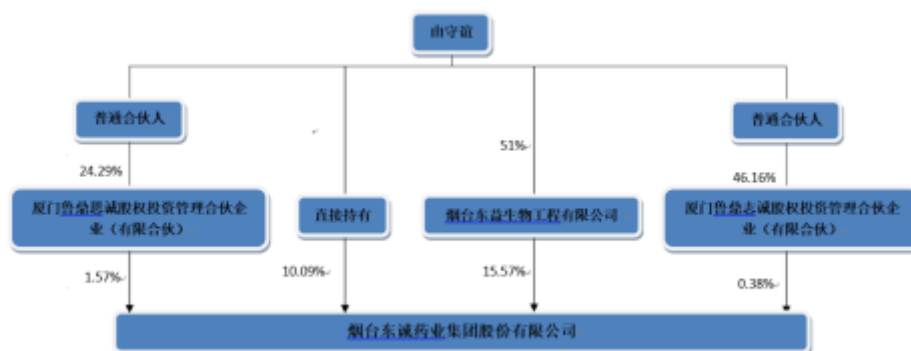 由守谊
普通合伙人
普通合伙人
51%
24.29%
46.16%
厦门鲁鼎思诚股权投资管理合伙企
业（有限合伙）
直接持有
烟台东益生物工程有限公司
厦门鲁鼎志诚股权投资管理合伙企
业（有限合伙）
1.57%
10.09%
15.57%
0.38%
烟台东诚药业集团股份有限公司